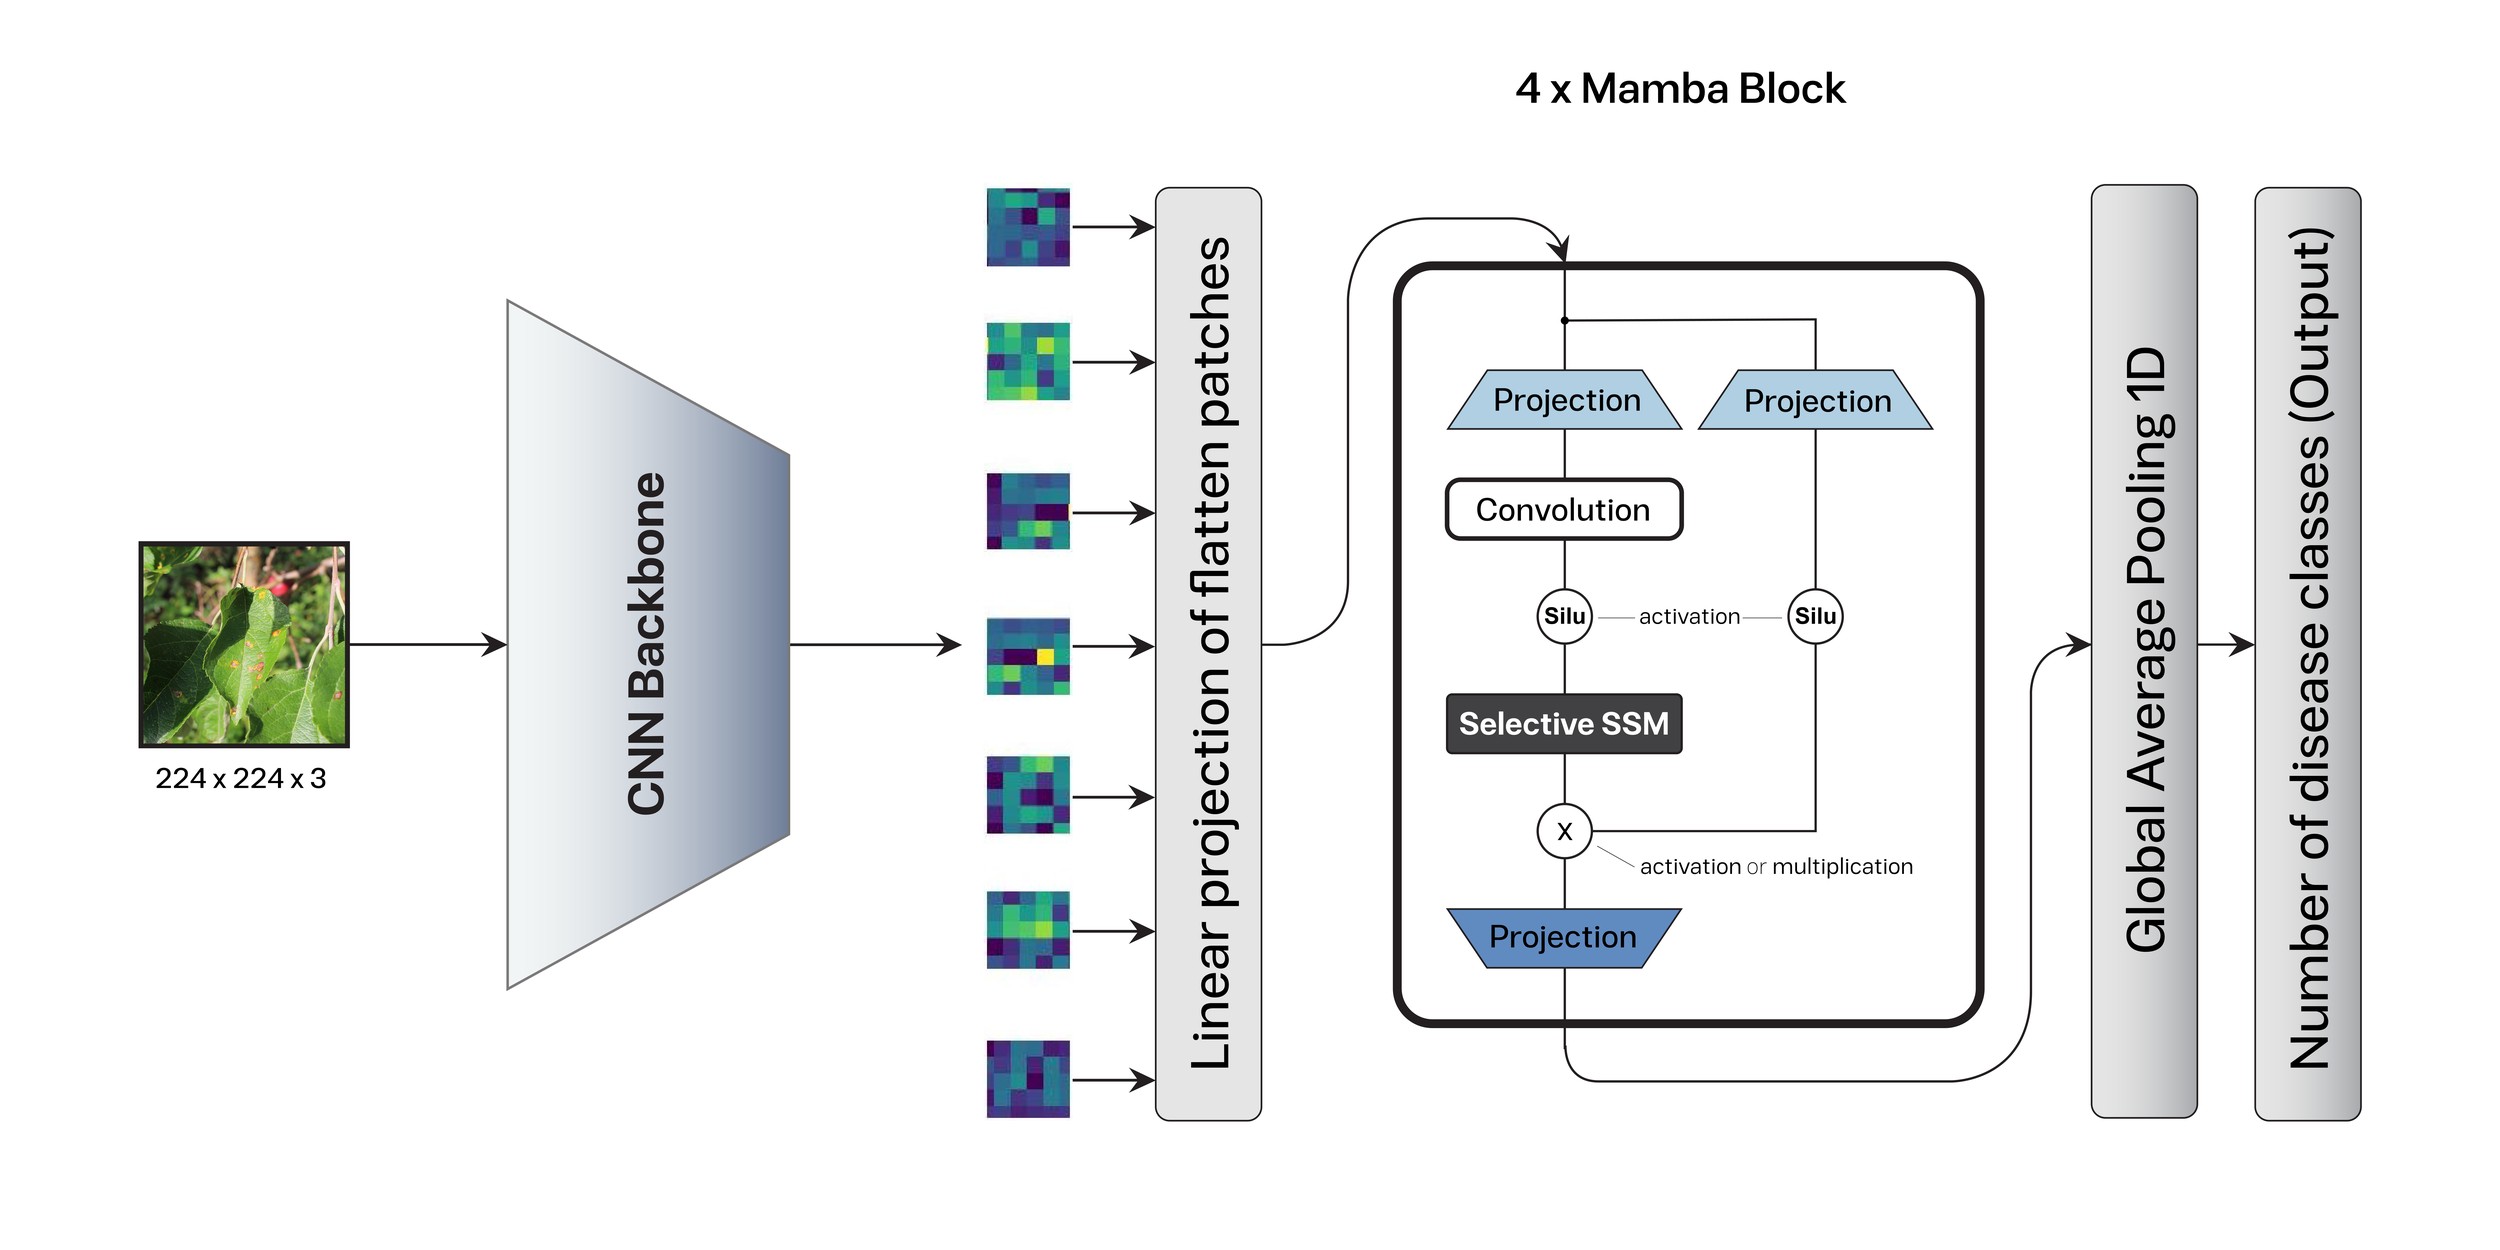 4 x Mamba Block
224 x 224 x 3
CNN Backbone
Linear projection of flatten patches
Projection
Projection
Convolution
Silu
activation
Silu
Selective SSM
X
activation or multiplication
Projection
Global Average Pooling 1D
Number of disease classes (Output)